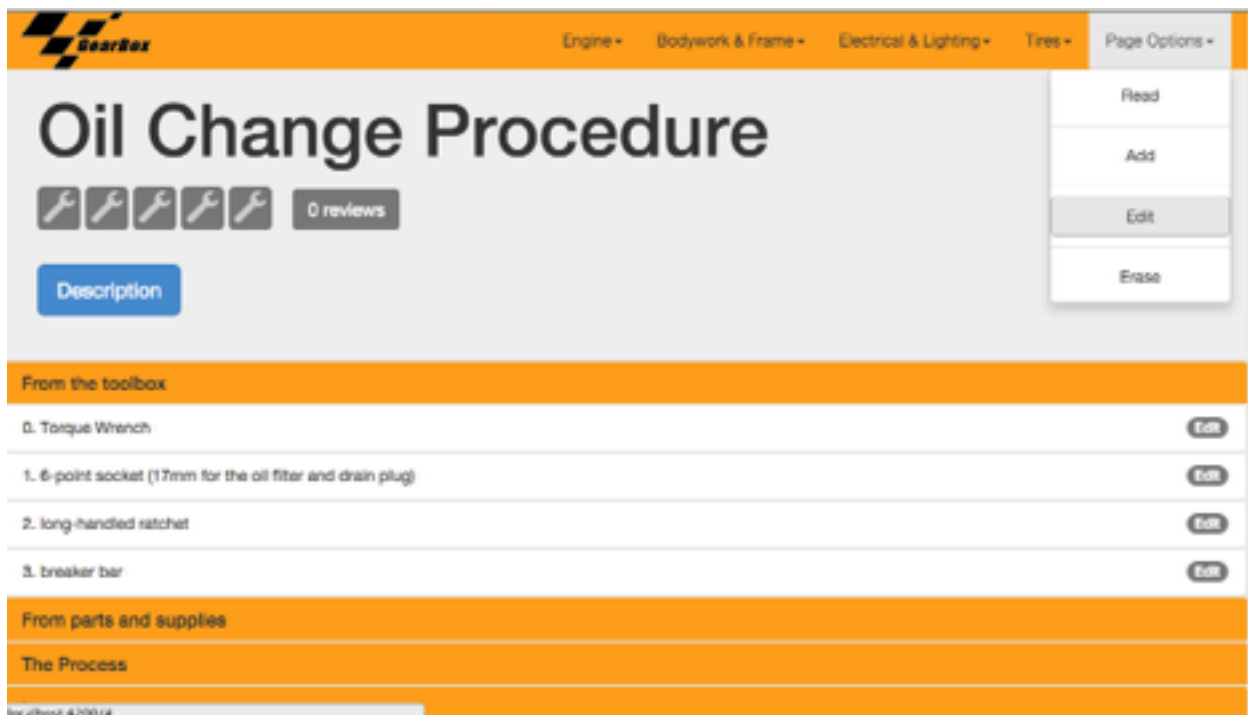 GearBox
Engine Bodywork & Frame Electrical & Lighting Tires Page Options
Read
Add
Edit
Erase
Oil Change Procedure
0 reviews
Description
From the toolbox
0. Torque Wrench Edit
1. 6-point socket (17mm for the oil filter and drain plug) Edit
2. long-handled ratchet Edit
3. breaker bar Edit
From parts and supplies
The Process